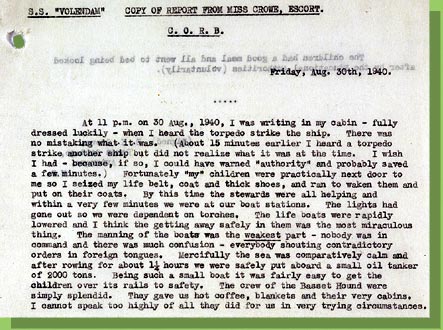 S.S. "VOLENDAM" COPY OF REPORT FROM MISS CROWE, ESCORT.
C. O. R. B.
Friday, Aug. 30th, 1940.
.....
At 11 p.m. on 30 Aug., 1940, I was writing in my cabin - fully
dressed luckily - when I heard the torpedo strike the ship. There was
no mistaking what it was. (About 15 minutes earlier I heard a torpedo
strike another ship but did not realize what it was at the time. I wish
I had - because, if so, I could have warned "authority" and probably saved
a few minutes.) Fortunately "my" children were practically next door to
me so I seized my life belt, coat and thick shoes, and ran to waken them and
put on their coats. By this time the stewards were all helping and
within a very few minutes we were at our boat stations. The lights had
gone out so we were dependent on torches. The life boats were rapidly
lowered and I think the getting away safely in them was the most miraculous
thing. The manning of the boats was the weakest part - nobody was in
command and there was much confusion - everybody shouting contradictory
orders in foreign tongues. Mercifully the sea was comparatively calm and
after rowing for about 1½ hours we were safely put aboard a small oil tanker
of 2000 tons. Being such a small boat it was fairly easy to get the
children over its rails to safety. The crew of the Basset Hound were
simply splendid. They gave us hot coffee, blankets and their very cabins.
I cannot speak too highly of all they did for us in very trying circumstances.